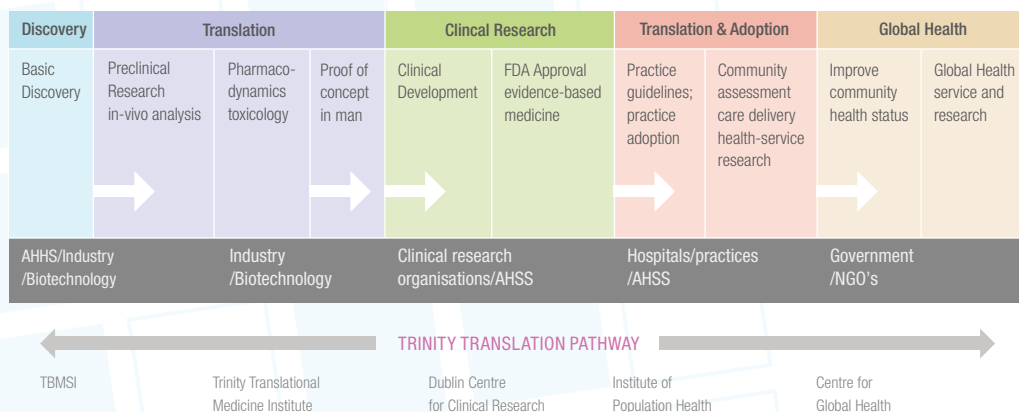 Discovery
Translation
Clincal Research
Translation & Adoption
Global Health
Basic
Discovery
Preclinical
Research
in-vivo analysis
Pharmaco-
dynamics
toxicology
Proof of
concept
in man
Clinical
Development
FDA Approval
evidence-based
medicine
Practice
guidelines;
practice
adoption
Community
assessment
care delivery
health-service
research
Improve
community
health status
Global Health
service and
research
AHHS/Industry
/Biotechnology
Industry
/Biotechnology
Clinical research
organisations/AHSS
Hospitals/practices
/AHSS
Government
/NGO's
TRINITY TRANSLATION PATHWAY
TBMSI
Trinity Translational
Medicine Institute
Dublin Centre
for Clinical Research
Institute of
Population Health
Centre for
Global Health